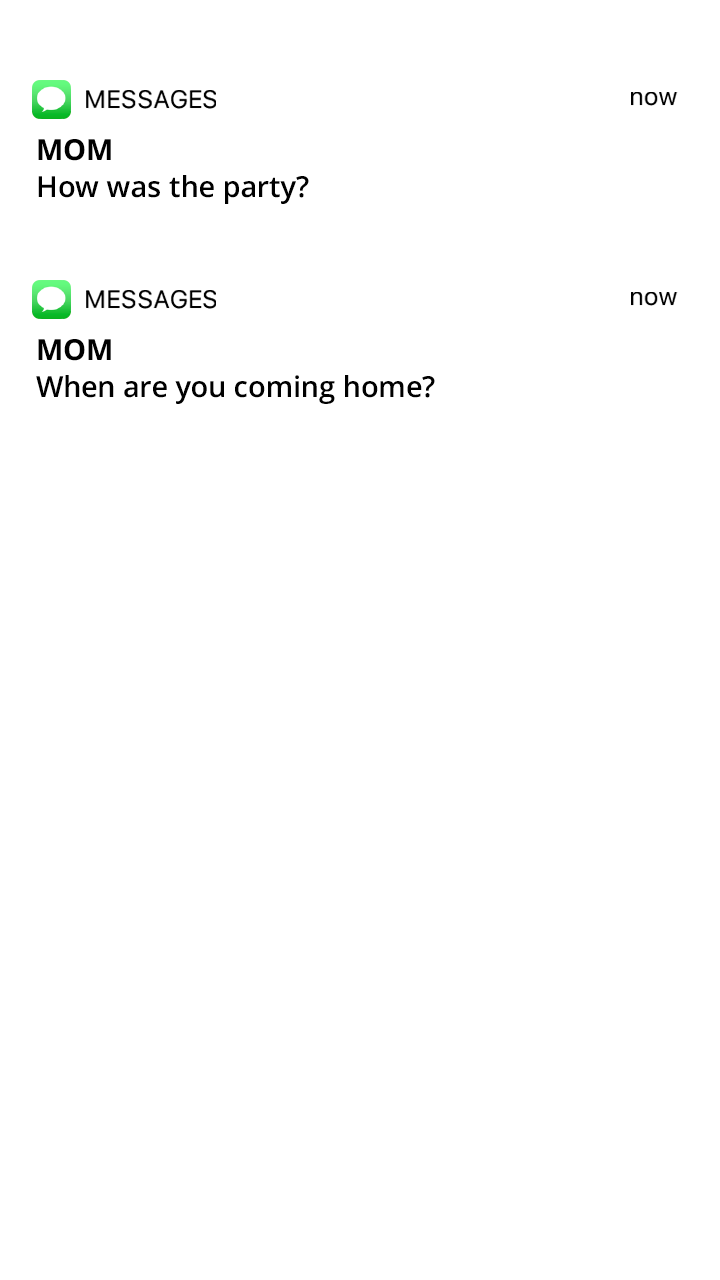 MESSAGES now
MOM
How was the party?
MESSAGES now
MOM
When are you coming home?